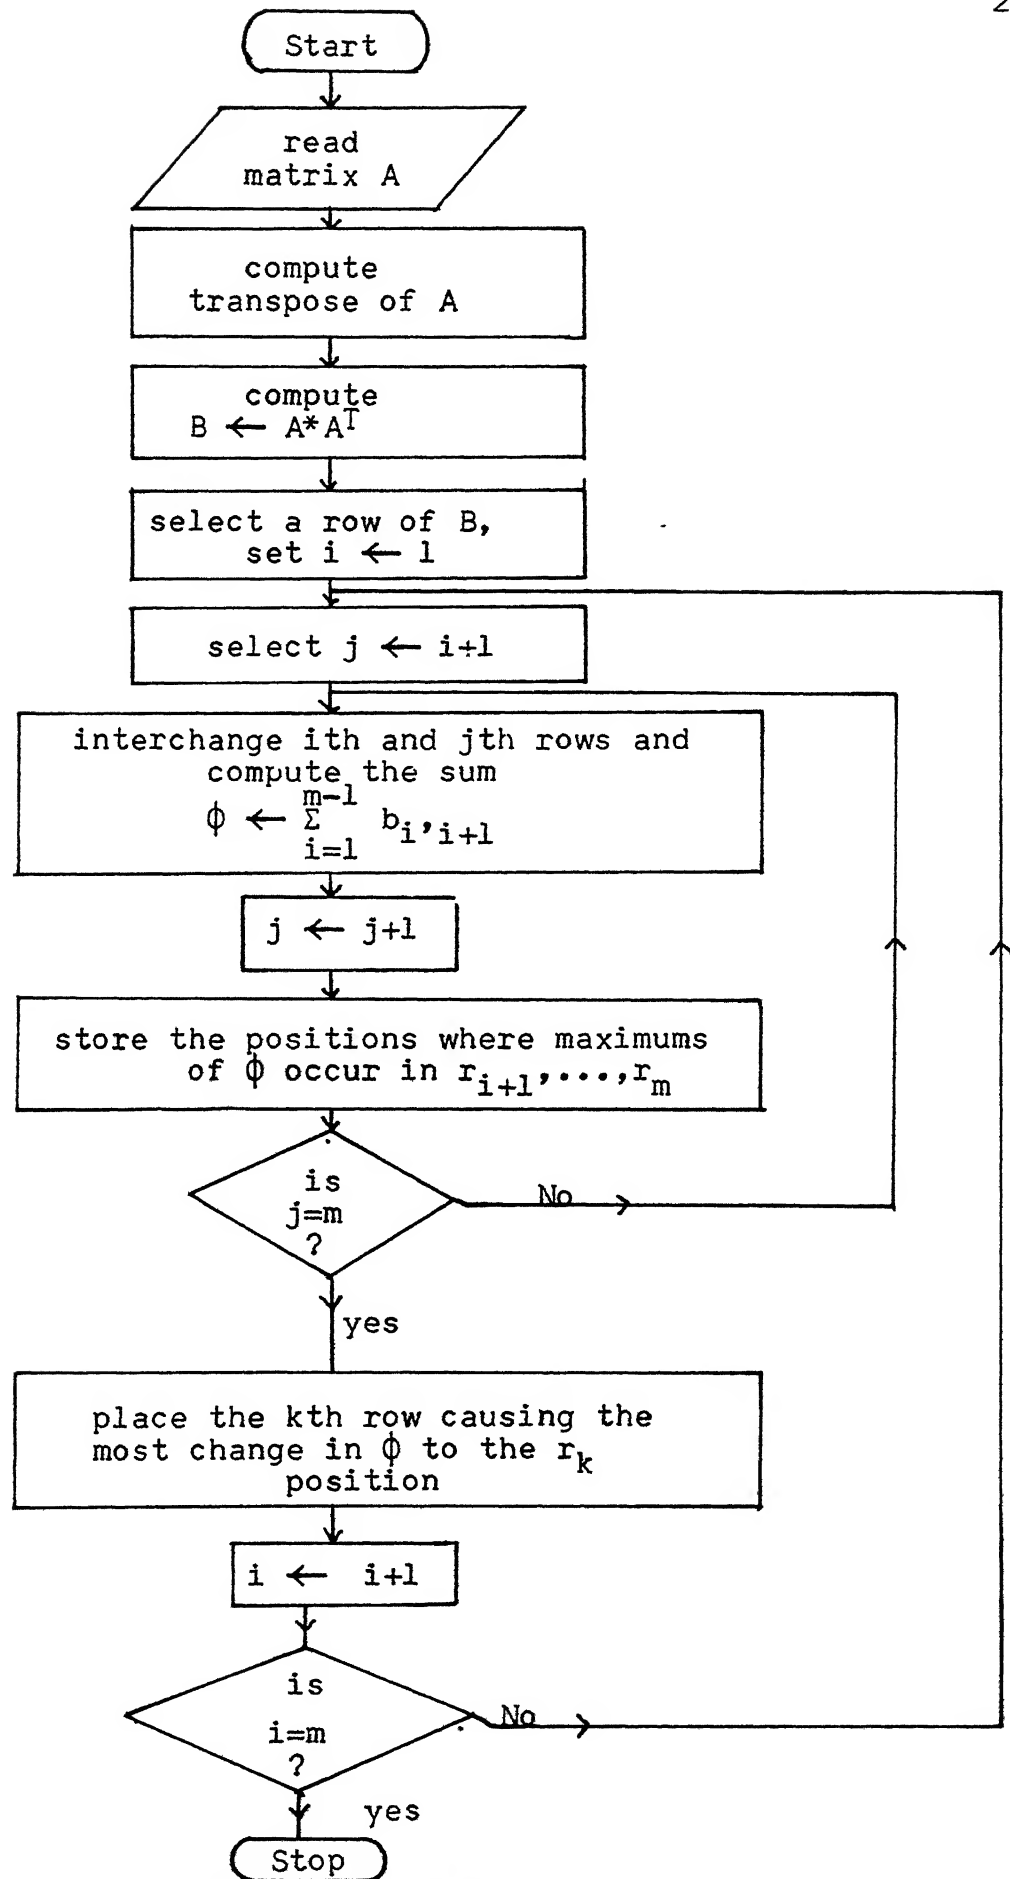 2
Start
read
matrix A
compute
transpose of A
compute
B ← A*Aᵀ
select a row of B,
set i ← 1
select j ← i+1
interchange ith and jth rows and
compute the sum
m-1
ϕ ← Σ b_i,i+1
i=1
j ← j+1
store the positions where maximums
of ϕ occur in r_i+1,...,r_m
is
j=m
?
No
yes
place the kth row causing the
most change in ϕ to the r_k
position
i ← i+1
is
i=m
?
No
yes
Stop